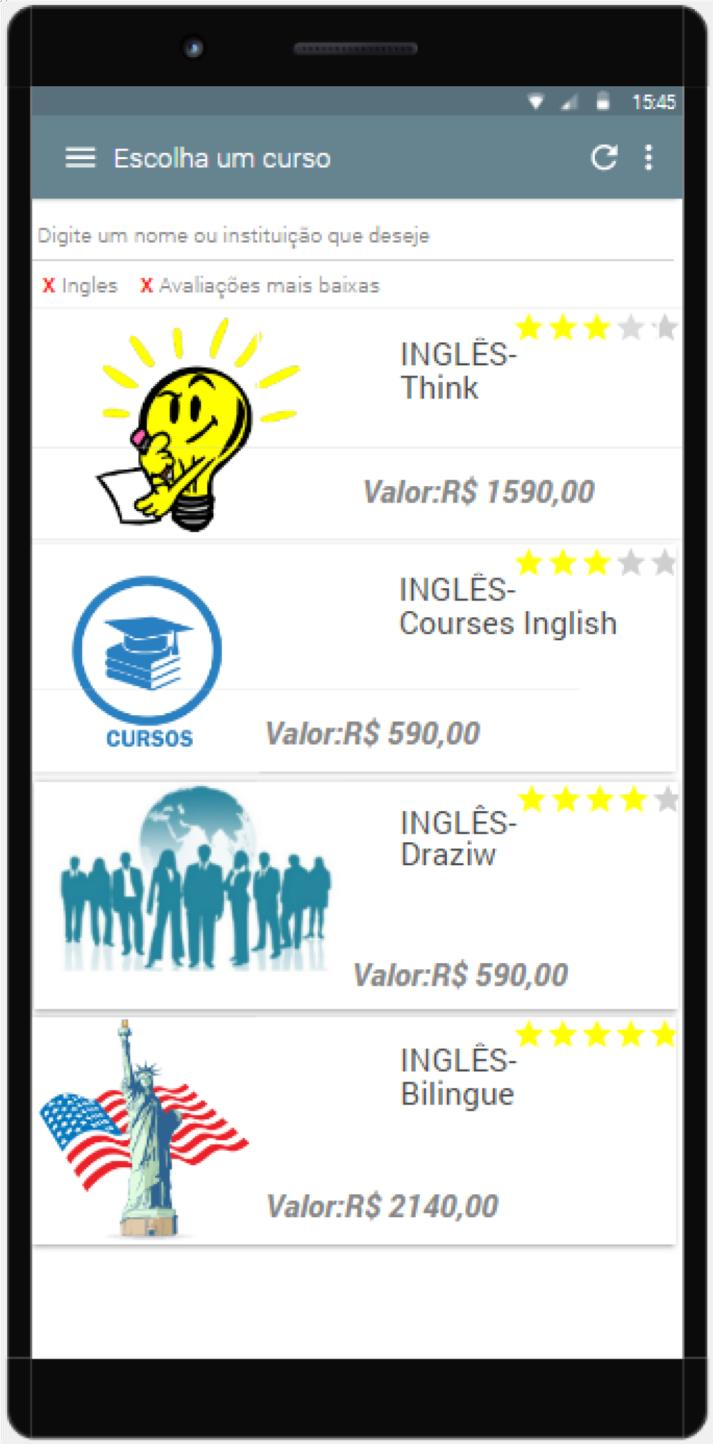 15:45
Escolha um curso
Digite um nome ou instituição que deseje
X Ingles X Avaliações mais baixas
INGLÊS-
Think
Valor:R$ 1590,00
INGLÊS-
Courses Inglish
CURSOS
Valor:R$ 590,00
INGLÊS-
Draziw
Valor:R$ 590,00
INGLÊS-
Bilingue
Valor:R$ 2140,00